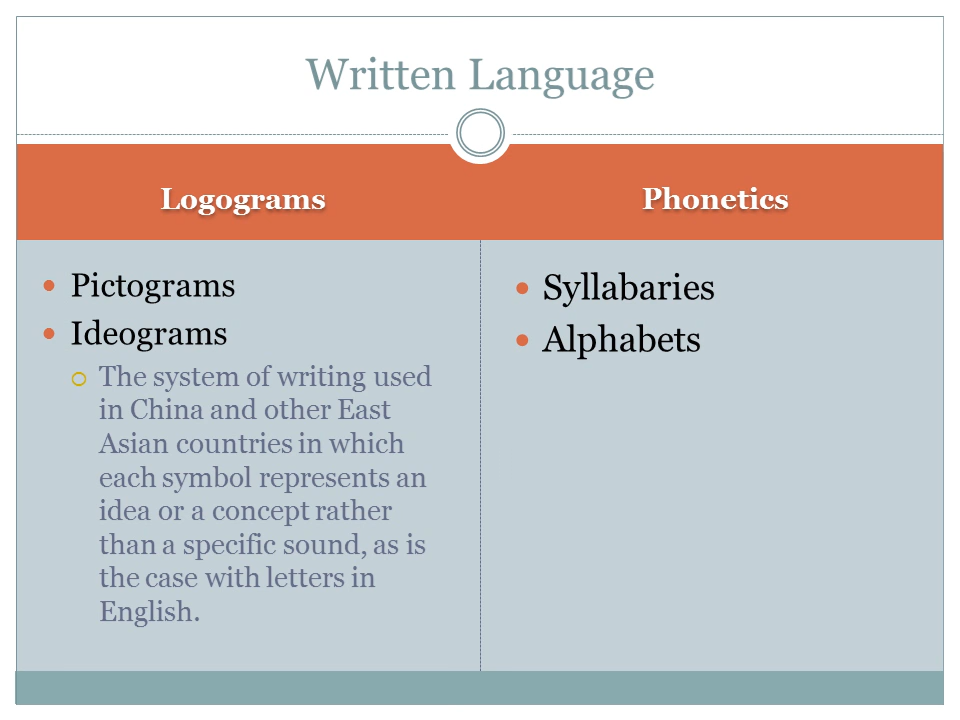 Written Language
Logograms
Phonetics
Pictograms
Ideograms
The system of writing used
in China and other East
Asian countries in which
each symbol represents an
idea or a concept rather
than a specific sound, as is
the case with letters in
English.
Syllabaries
Alphabets